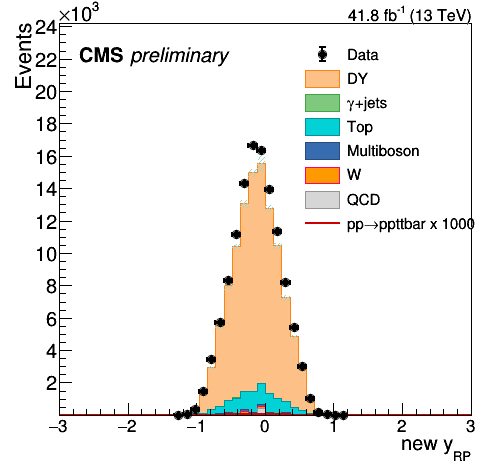 ×10³
41.8 fb⁻¹ (13 TeV)
Events
CMS preliminary
Data
DY
γ+jets
Top
Multiboson
W
QCD
pp→ppttbar x 1000
24
22
20
18
16
14
12
10
8
6
4
2
−3 −2 −1 0 1 2 3
new y_RP